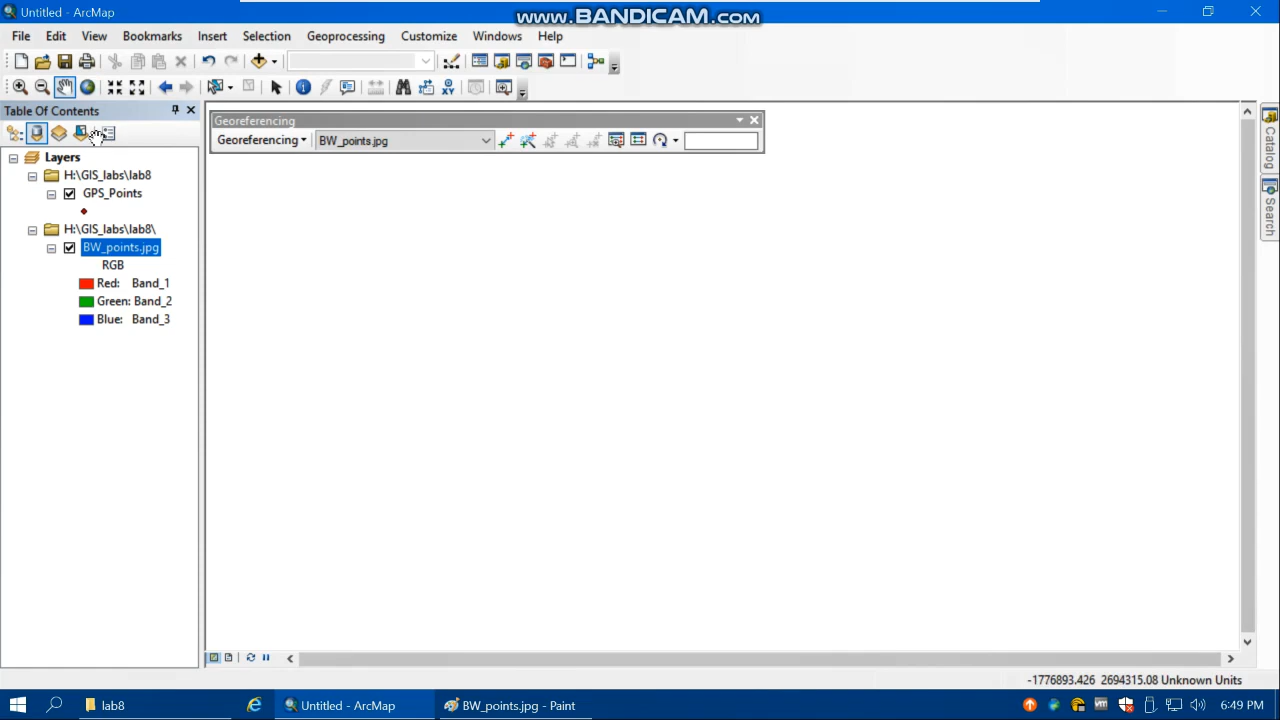 Untitled - ArcMap
www.BANDICAM.com
File Edit View Bookmarks Insert Selection Geoprocessing Customize Windows Help
Table Of Contents
Layers
H:\GIS_labs\lab8
GPS_Points
H:\GIS_labs\lab8\
BW_points.jpg
RGB
Red: Band_1
Green: Band_2
Blue: Band_3
Georeferencing
Georeferencing BW_points.jpg
Catalog
Search
-1776893.426 2694315.08 Unknown Units
lab8
Untitled - ArcMap
BW_points.jpg - Paint
6:49 PM